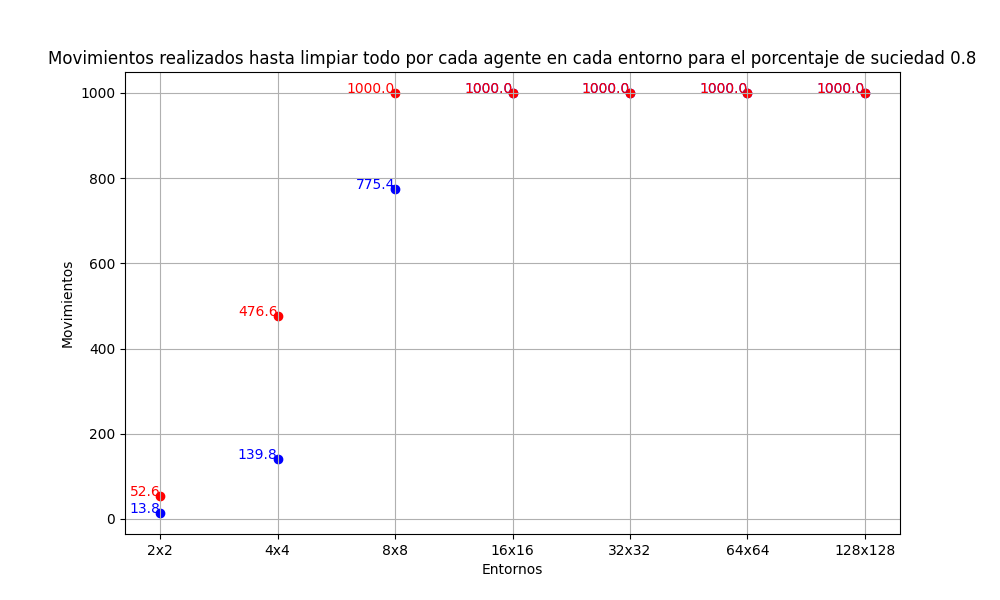 Movimientos realizados hasta limpiar todo por cada agente en cada entorno para el porcentaje de suciedad 0.8
1000
1000.0
1000.0
1000.0
1000.0
1000.0
800
775.4
600
Movimientos
476.6
400
200
139.8
52.6
13.8
0
2x2
4x4
8x8
16x16
32x32
64x64
128x128
Entornos